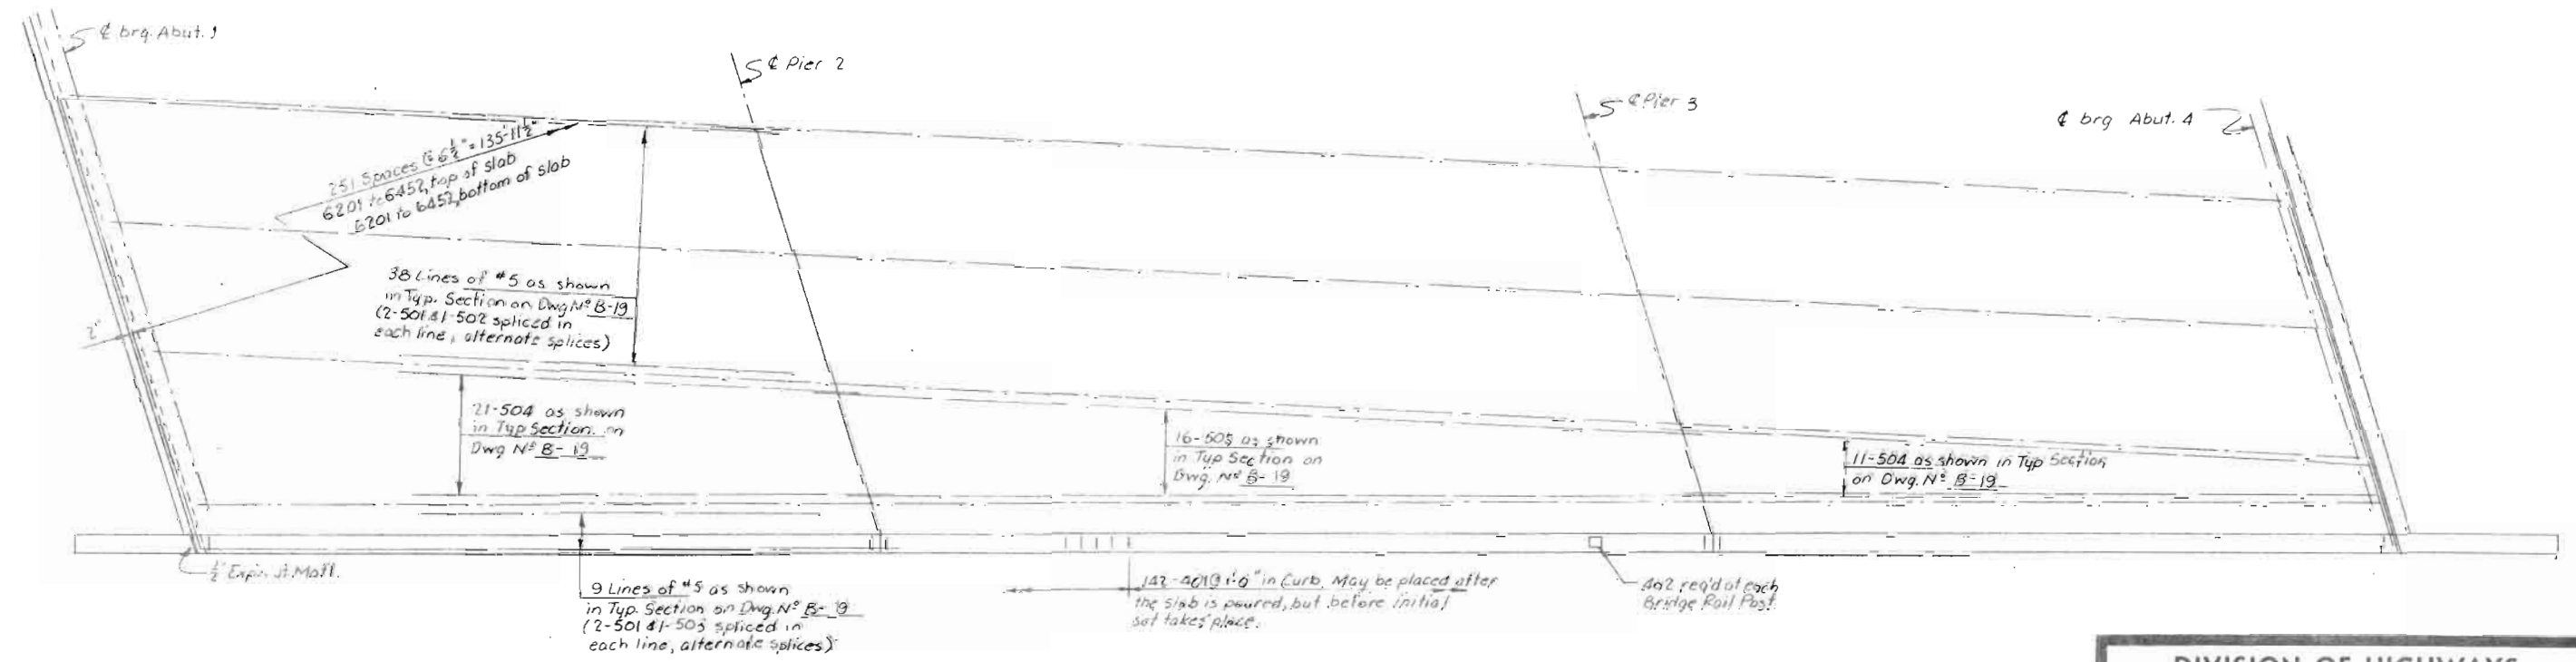 ℄ brg. Abut. 1
℄ Pier 2
℄ Pier 3
℄ brg Abut. 4
251 Spaces @ 6½" = 135'-11½"
6201 to 6452, top of slab
6201 to 6452, bottom of slab
2"
38 Lines of #5 as shown
in Typ. Section on Dwg Nº B-19
(2-501 & 1-502 spliced in
each line, alternate splices)
21-504 as shown
in Typ Section on
Dwg Nº B-19
16-505 as shown
in Typ Section on
Dwg. Nº B-19
11-504 as shown in Typ Section
on Dwg. Nº B-19
½" Expn. Jt. Mat'l.
9 Lines of #5 as shown
in Typ. Section on Dwg. Nº B-19
(2-501 & 1-503 spliced in
each line, alternate splices)
142-401 @ 1'-0" in Curb. May be placed after
the slab is poured, but before initial
set takes place.
402 req'd at each
Bridge Rail Post
DIVISION OF HIGHWAYS